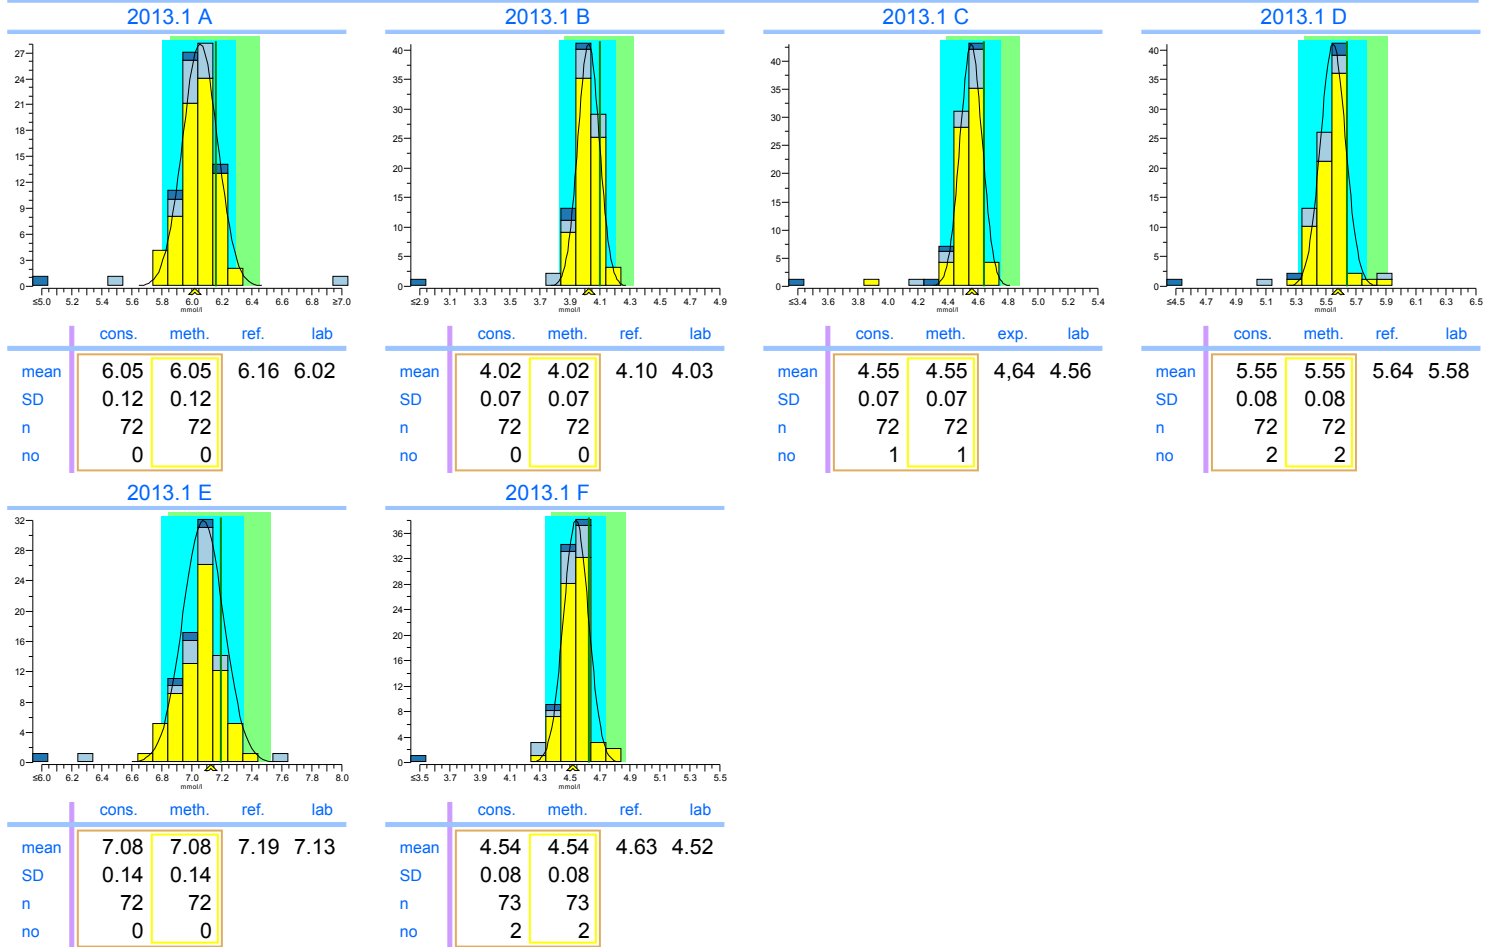 2013.1 A 2013.1 B 2013.1 C 2013.1 D
27 24 21 18 15 12 9 6 3 0
≤5.0 5.2 5.4 5.6 5.8 6.0 6.2 6.4 6.6 6.8 ≥7.0
mmol/l
40 35 30 25 20 15 10 5 0
≤2.9 3.1 3.3 3.5 3.7 3.9 4.1 4.3 4.5 4.7 4.9
mmol/l
40 35 30 25 20 15 10 5 0
≤3.4 3.6 3.8 4.0 4.2 4.4 4.6 4.8 5.0 5.2 5.4
mmol/l
40 35 30 25 20 15 10 5 0
≤4.5 4.7 4.9 5.1 5.3 5.5 5.7 5.9 6.1 6.3 6.5
mmol/l
cons. meth. ref. lab cons. meth. ref. lab cons. meth. exp. lab cons. meth. ref. lab
mean 6.05 6.05 6.16 6.02 mean 4.02 4.02 4.10 4.03 mean 4.55 4.55 4,64 4.56 mean 5.55 5.55 5.64 5.58
SD 0.12 0.12 SD 0.07 0.07 SD 0.07 0.07 SD 0.08 0.08
n 72 72 n 72 72 n 72 72 n 72 72
no 0 0 no 0 0 no 1 1 no 2 2
2013.1 E 2013.1 F
32 28 24 20 16 12 8 4 0
≤6.0 6.2 6.4 6.6 6.8 7.0 7.2 7.4 7.6 7.8 8.0
mmol/l
36 32 28 24 20 16 12 8 4 0
≤3.5 3.7 3.9 4.1 4.3 4.5 4.7 4.9 5.1 5.3 5.5
mmol/l
cons. meth. ref. lab cons. meth. ref. lab
mean 7.08 7.08 7.19 7.13 mean 4.54 4.54 4.63 4.52
SD 0.14 0.14 SD 0.08 0.08
n 72 72 n 73 73
no 0 0 no 2 2